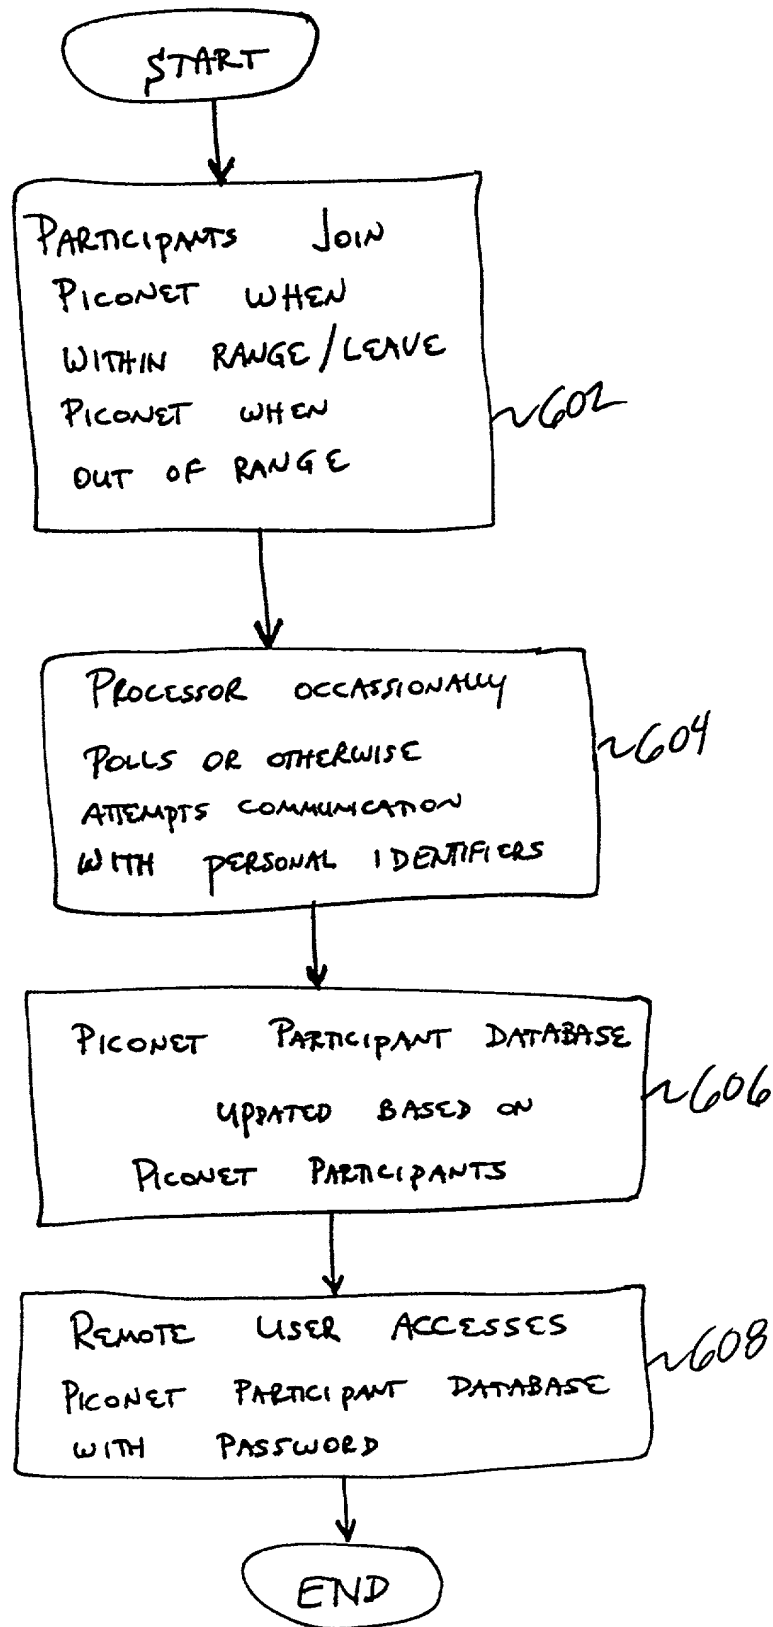 START
PARTICIPANTS JOIN
PICONET WHEN
WITHIN RANGE/LEAVE
PICONET WHEN
OUT OF RANGE
602
PROCESSOR OCCASSIONALLY
POLLS OR OTHERWISE
ATTEMPTS COMMUNICATION
WITH PERSONAL IDENTIFIERS
604
PICONET PARTICIPANT DATABASE
UPDATED BASED ON
PICONET PARTICIPANTS
606
REMOTE USER ACCESSES
PICONET PARTICIPANT DATABASE
WITH PASSWORD
608
END